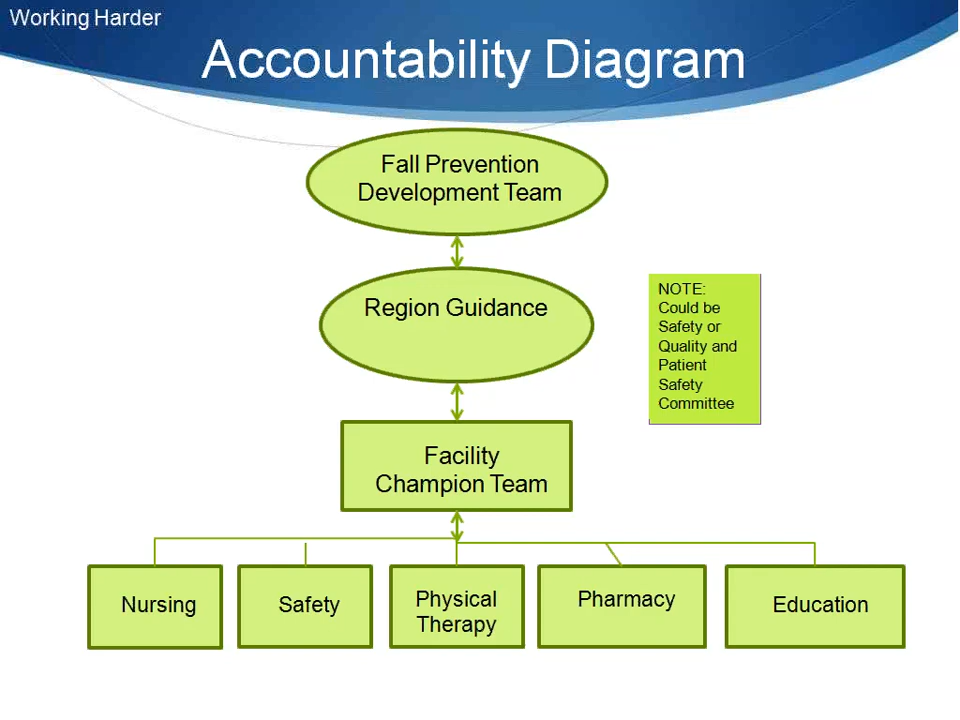 Working Harder
Accountability Diagram
Fall Prevention
Development Team
Region Guidance
NOTE:
Could be
Safety or
Quality and
Patient
Safety
Committee
Facility
Champion Team
Nursing
Safety
Physical
Therapy
Pharmacy
Education